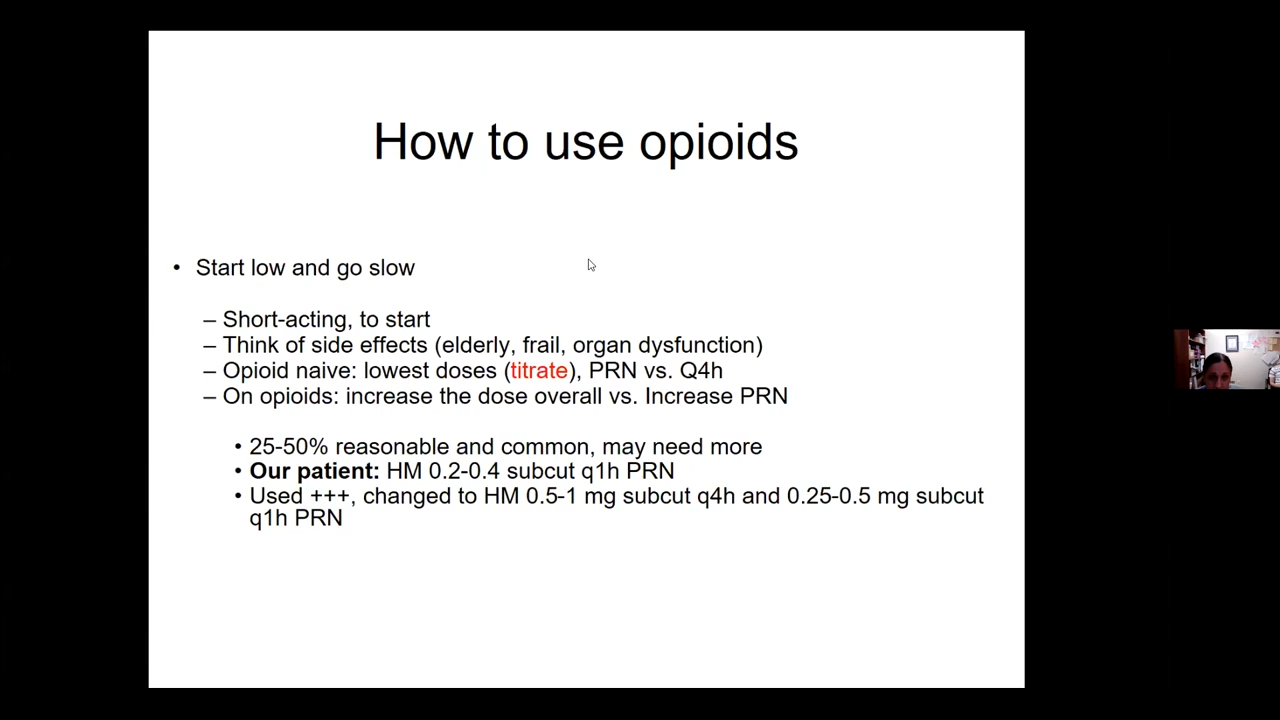 How to use opioids
• Start low and go slow
– Short-acting, to start
– Think of side effects (elderly, frail, organ dysfunction)
– Opioid naive: lowest doses (titrate), PRN vs. Q4h
– On opioids: increase the dose overall vs. Increase PRN
• 25-50% reasonable and common, may need more
• Our patient: HM 0.2-0.4 subcut q1h PRN
• Used +++, changed to HM 0.5-1 mg subcut q4h and 0.25-0.5 mg subcut
q1h PRN